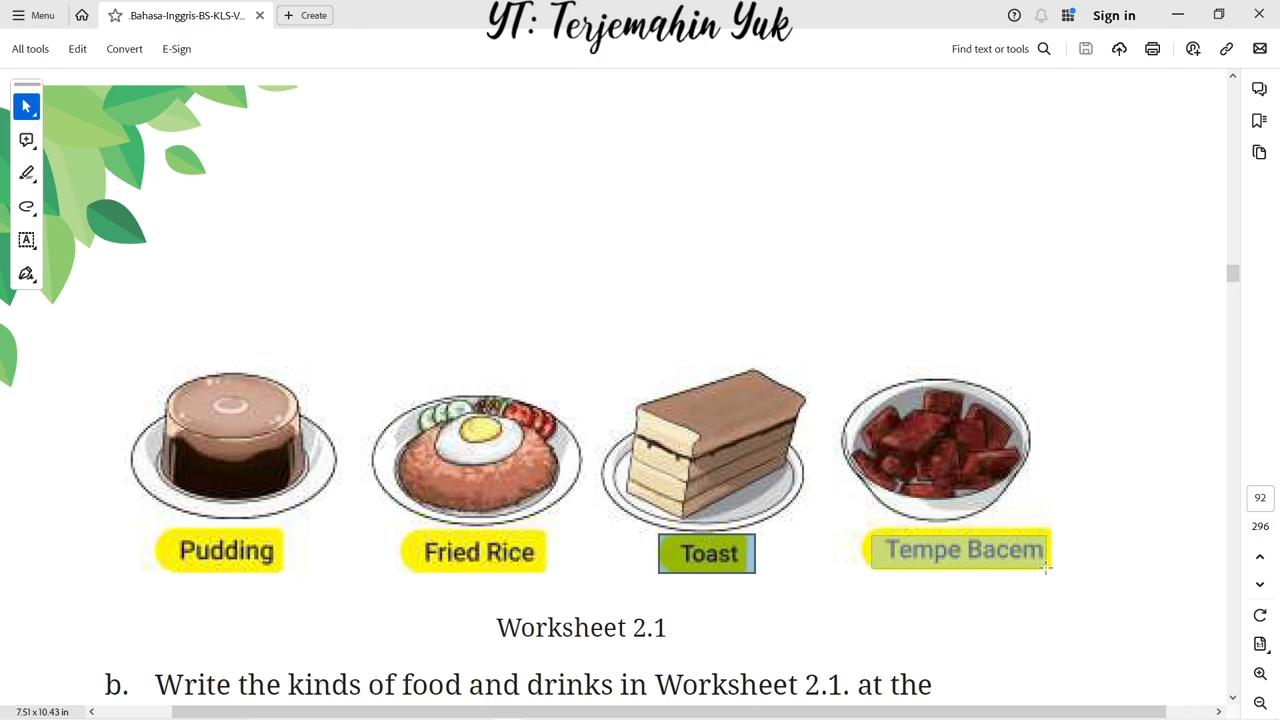 Menu
.Bahasa-Inggris-BS-KLS-V...
Create
YT: Terjemahin Yuk
Sign in
All tools
Edit
Convert
E-Sign
Find text or tools
Pudding
Fried Rice
Toast
Tempe Bacem
92
296
Worksheet 2.1
b. Write the kinds of food and drinks in Worksheet 2.1. at the
7.51 x 10.43 in